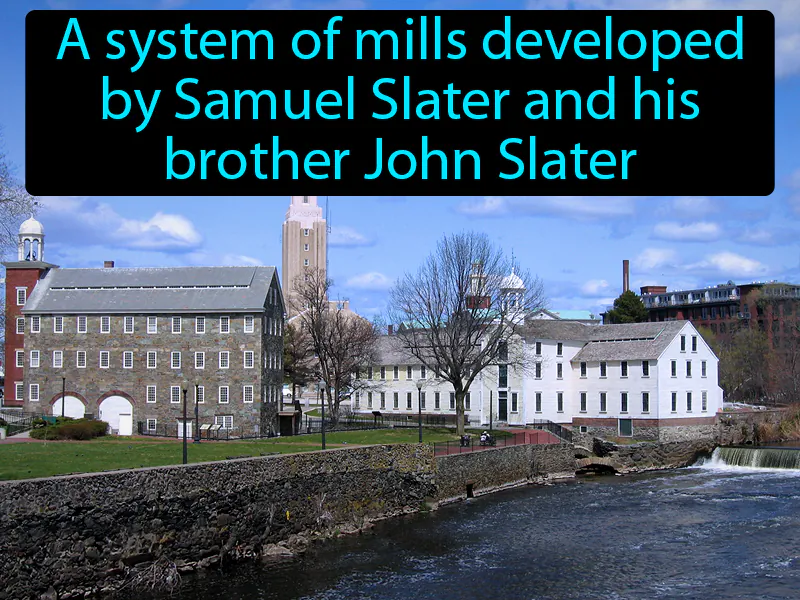 A system of mills developed
by Samuel Slater and his
brother John Slater